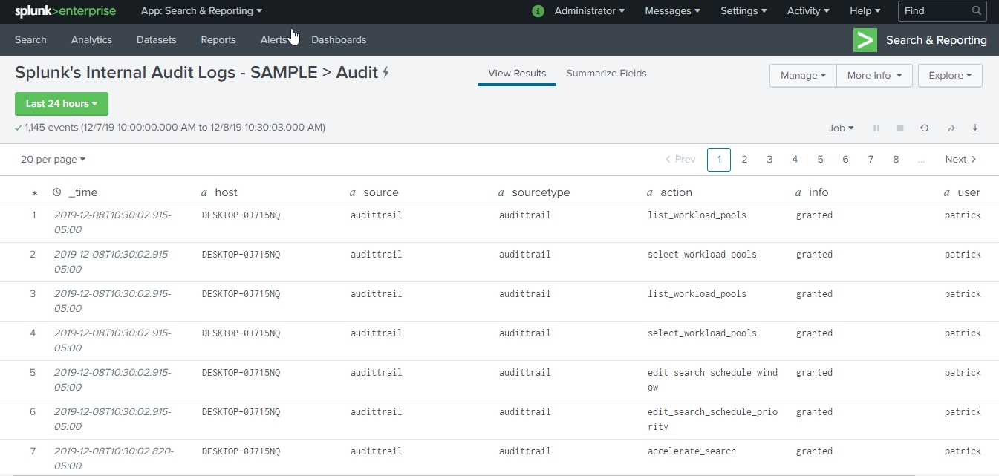 splunk>enterprise App: Search & Reporting i Administrator Messages Settings Activity Help Find
Search Analytics Datasets Reports Alerts Dashboards Search & Reporting
Splunk's Internal Audit Logs - SAMPLE > Audit View Results Summarize Fields Manage More Info Explore
Last 24 hours
1,145 events (12/7/19 10:00:00.000 AM to 12/8/19 10:30:03.000 AM) Job
20 per page < Prev 1 2 3 4 5 6 7 8 ... Next >
* _time a host a source a sourcetype a action a info a user
1 2019-12-08T10:30:02.915- DESKTOP-0J715NQ audittrail audittrail list_workload_pools granted patrick
05:00
2 2019-12-08T10:30:02.915- DESKTOP-0J715NQ audittrail audittrail select_workload_pools granted patrick
05:00
3 2019-12-08T10:30:02.915- DESKTOP-0J715NQ audittrail audittrail list_workload_pools granted patrick
05:00
4 2019-12-08T10:30:02.915- DESKTOP-0J715NQ audittrail audittrail select_workload_pools granted patrick
05:00
5 2019-12-08T10:30:02.915- DESKTOP-0J715NQ audittrail audittrail edit_search_schedule_wind granted patrick
05:00 ow
6 2019-12-08T10:30:02.915- DESKTOP-0J715NQ audittrail audittrail edit_search_schedule_prio granted patrick
05:00 rity
7 2019-12-08T10:30:02.820- DESKTOP-0J715NQ audittrail audittrail accelerate_search granted patrick
05:00